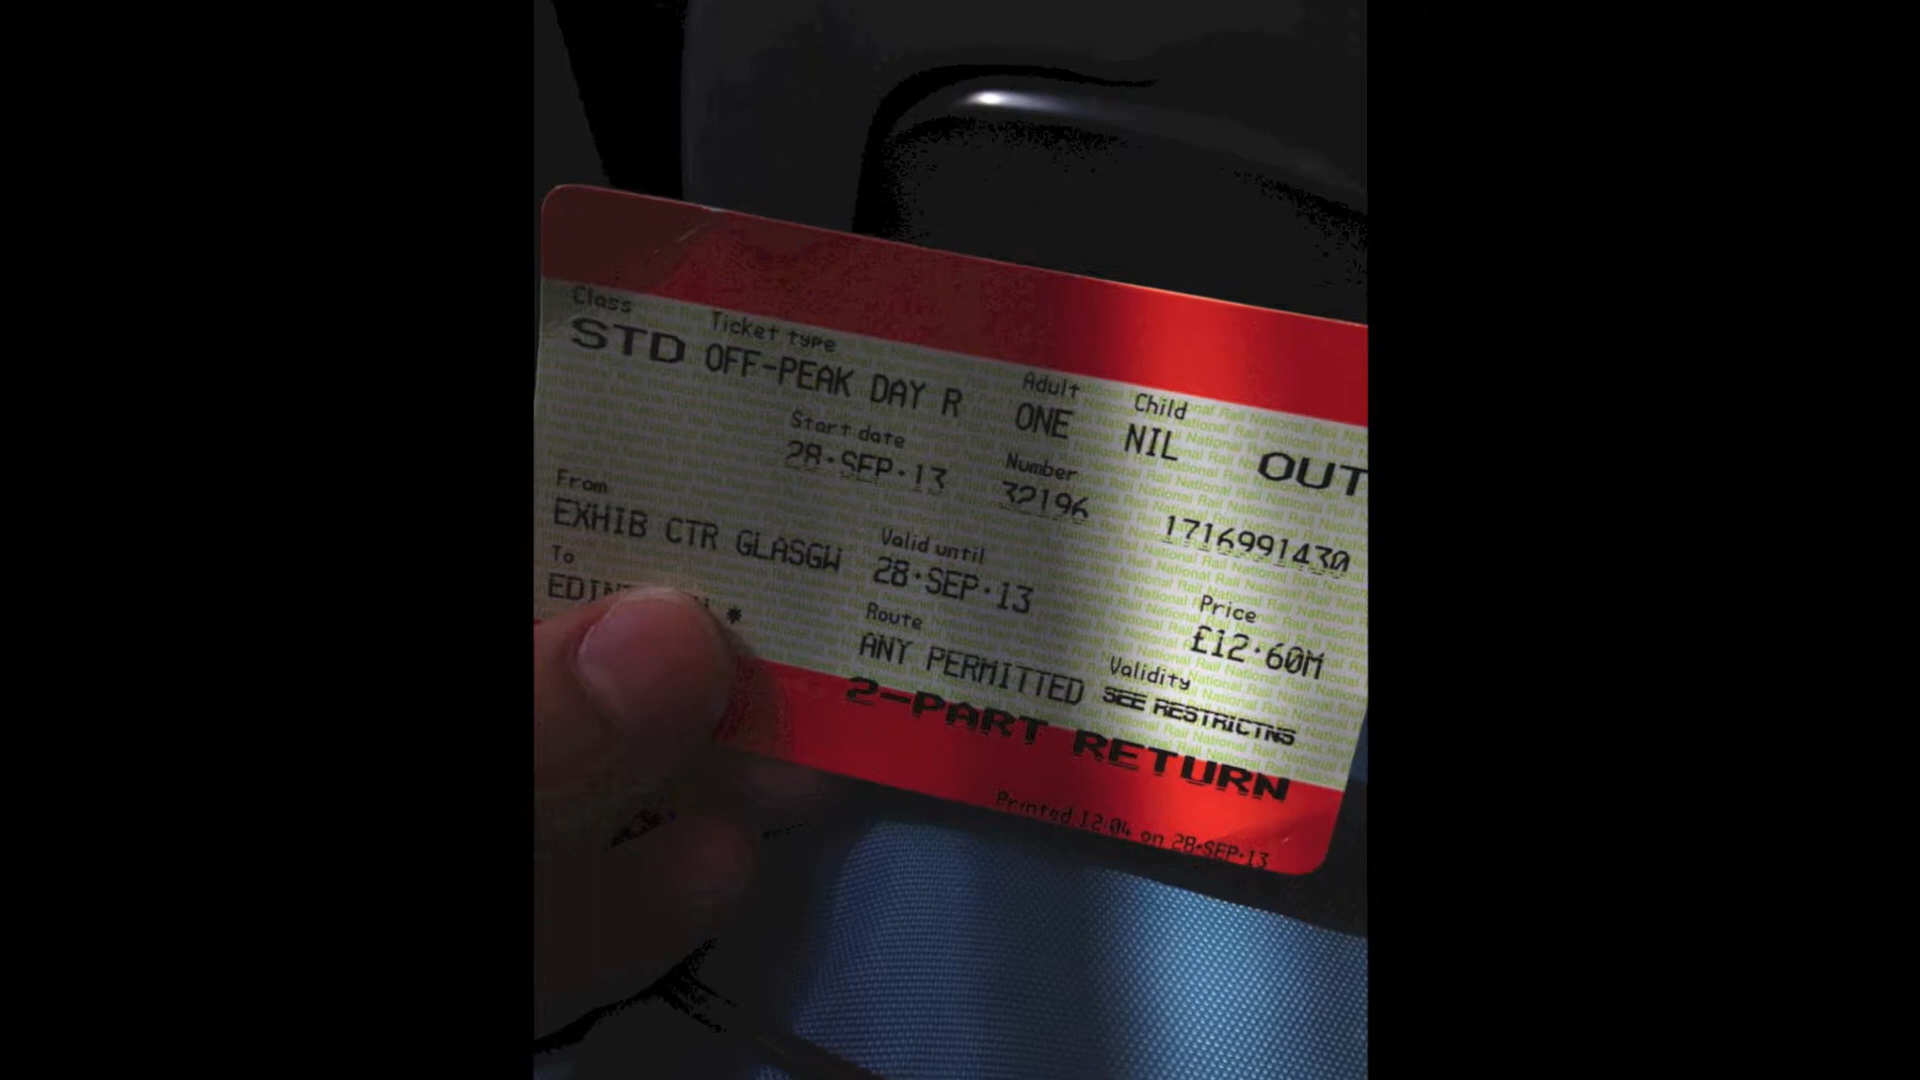 Class Ticket type Adult Child
STD OFF-PEAK DAY R ONE NIL OUT
Start date Number
28·SEP·13 32196 1716991430
From Valid until Price
EXHIB CTR GLASGW 28·SEP·13 £12·60M
To Route Validity
* ANY PERMITTED SEE RESTRICTNS
2-PART RETURN
Printed 12:04 on 28·SEP·13